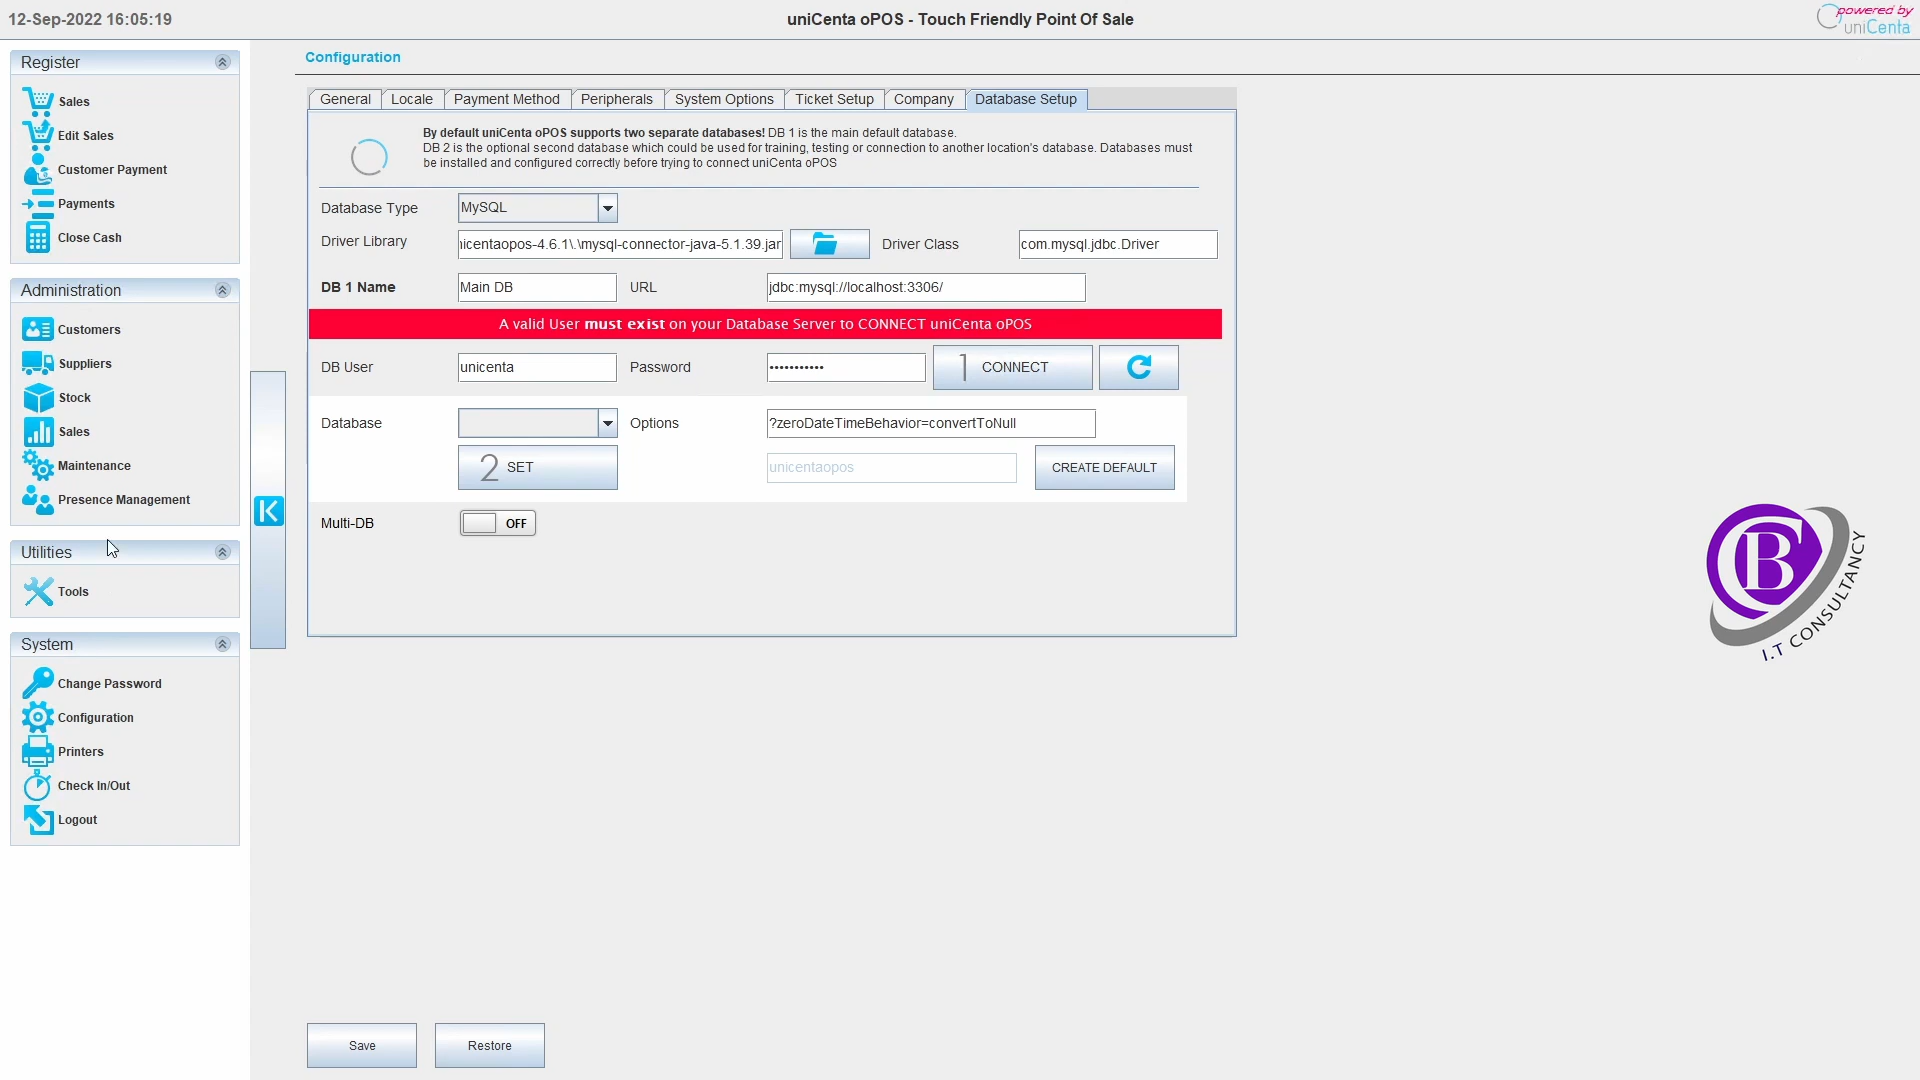 12-Sep-2022 16:05:19
uniCenta oPOS - Touch Friendly Point Of Sale
powered by
uniCenta
Register
Sales
Edit Sales
Customer Payment
Payments
Close Cash
Administration
Customers
Suppliers
Stock
Sales
Maintenance
Presence Management
Utilities
Tools
System
Change Password
Configuration
Printers
Check In/Out
Logout
Configuration
General Locale Payment Method Peripherals System Options Ticket Setup Company Database Setup
By default uniCenta oPOS supports two separate databases! DB 1 is the main default database.
DB 2 is the optional second database which could be used for training, testing or connection to another location's database. Databases must
be installed and configured correctly before trying to connect uniCenta oPOS
Database Type MySQL
Driver Library icentaopos-4.6.1\.\mysql-connector-java-5.1.39.jar Driver Class com.mysql.jdbc.Driver
DB 1 Name Main DB URL jdbc:mysql://localhost:3306/
A valid User must exist on your Database Server to CONNECT uniCenta oPOS
DB User unicenta Password ••••••••••• 1 CONNECT
Database Options ?zeroDateTimeBehavior=convertToNull
2 SET unicentaopos CREATE DEFAULT
Multi-DB OFF
Save Restore
CB
I.T CONSULTANCY